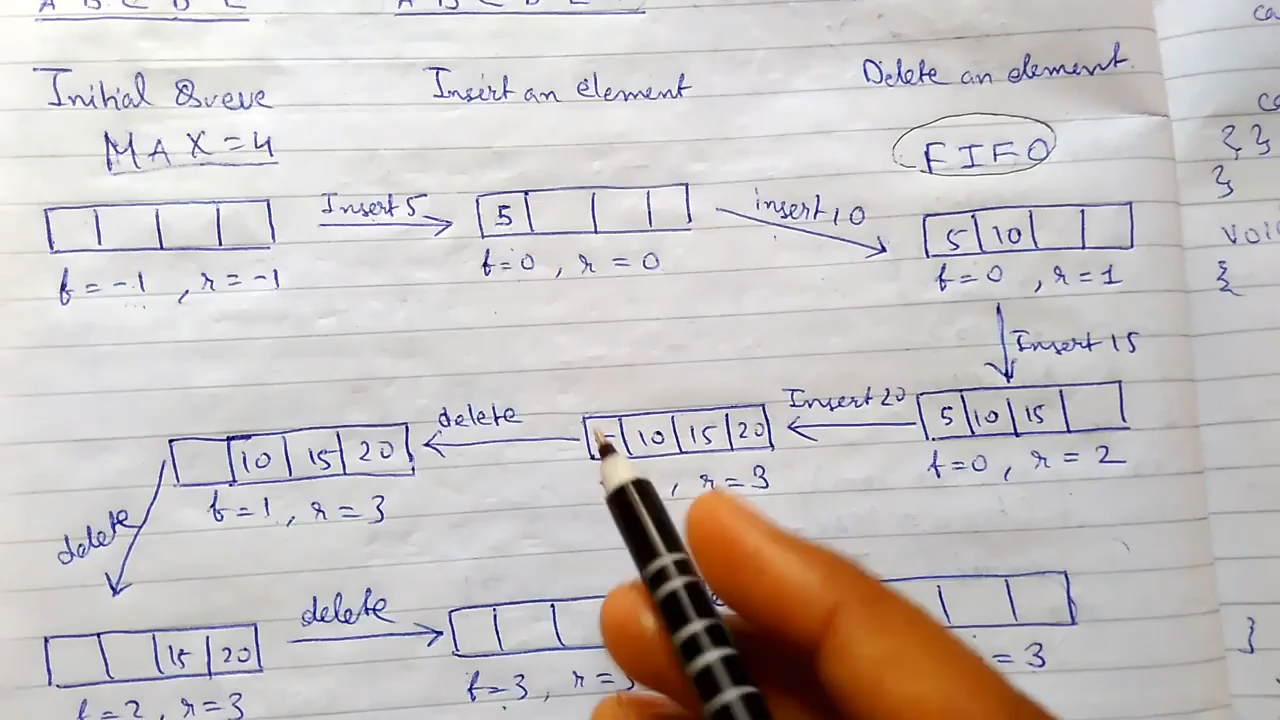 Initial Queue Insert an element Delete an element.
MAX=4 FIFO
Insert 5 5 insert 10 5 10
f=-1, r=-1 f=0, r=0 f=0, r=1
Insert 15
delete 10 15 20 Insert 20 5 10 15
10 15 20
f=1, r=3 , r=3 f=0, r=2
delete
delete
15 20
f=2, r=3 f=3, r= =3